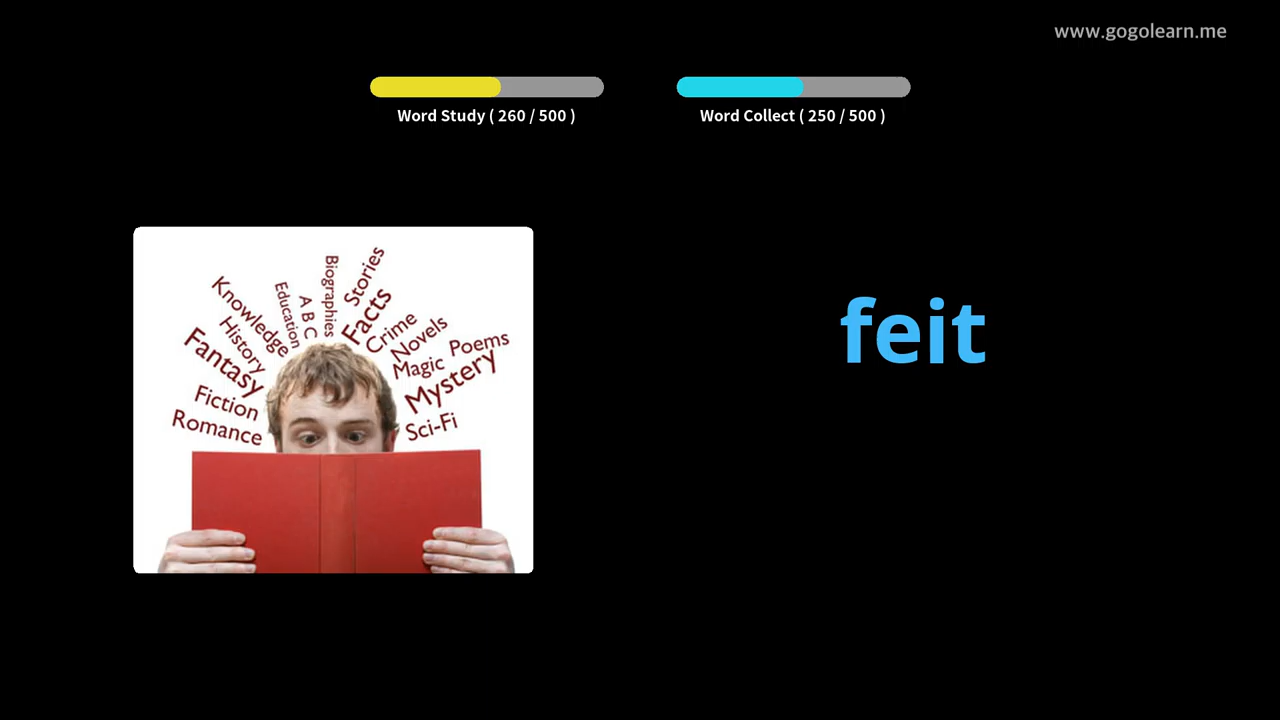 www.gogolearn.me
Word Study ( 260 / 500 )
Word Collect ( 250 / 500 )
feit
Romance
Fiction
Fantasy
History
Knowledge
Education
A B C
Biographies
Stories
Facts
Crime
Novels
Magic
Poems
Mystery
Sci-Fi